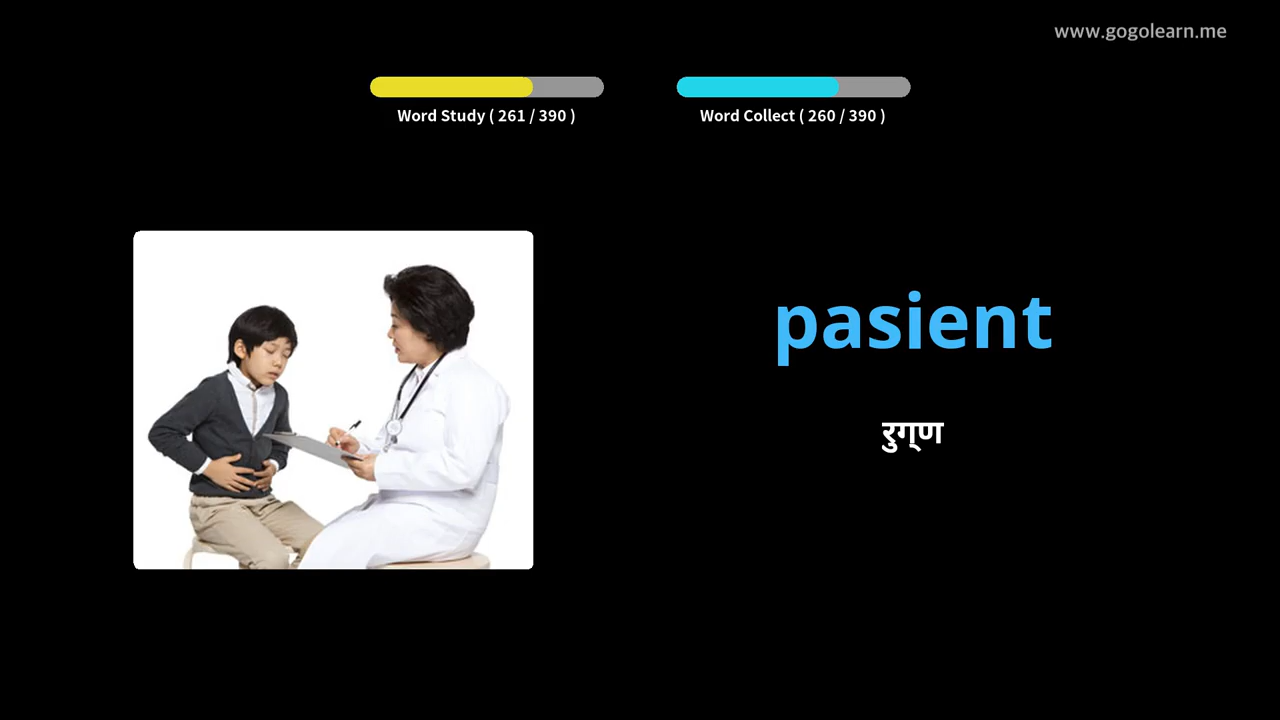 www.gogolearn.me
Word Study ( 261 / 390 )
Word Collect ( 260 / 390 )
pasient
रुग्ण